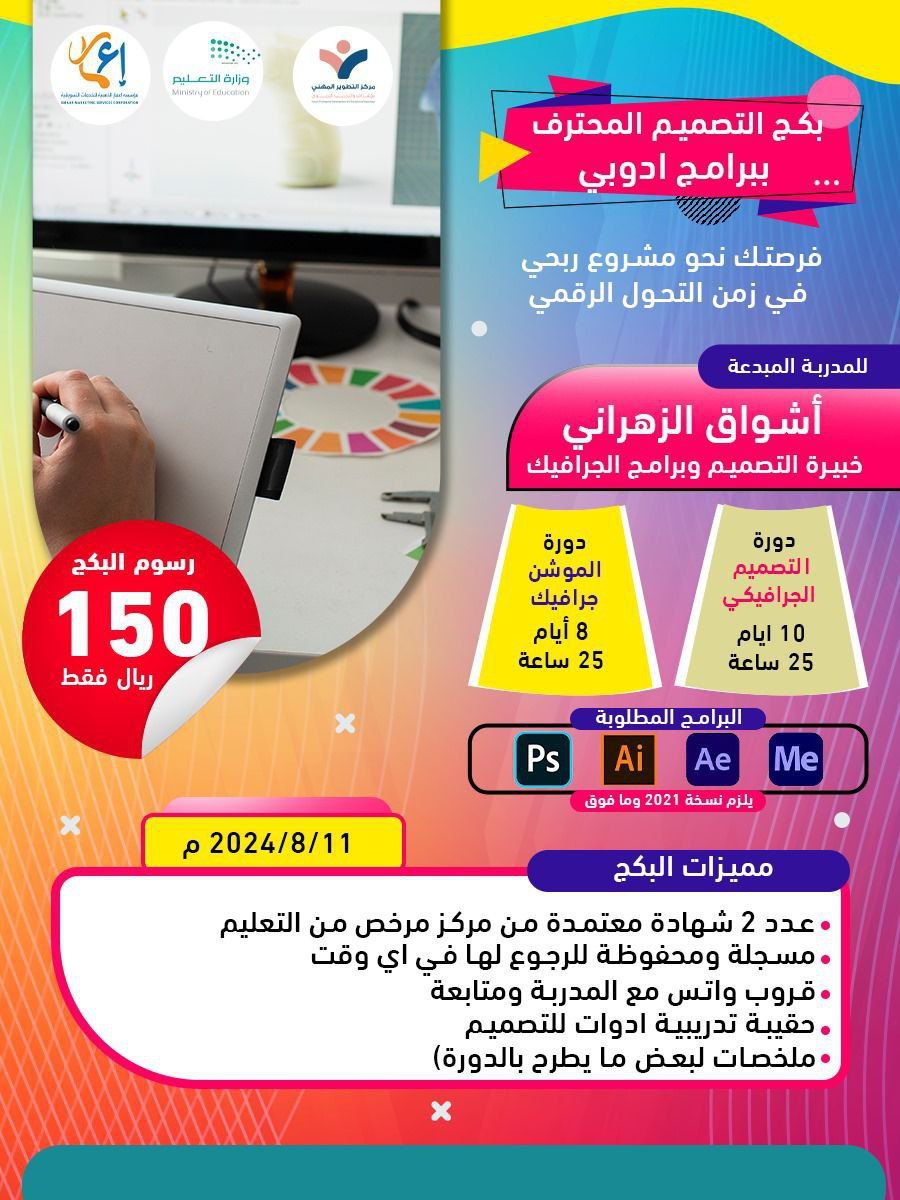 وزارة التعليم
Ministry of Education
مركز التطوير المهني
بكج التصميم المحترف
ببرامج ادوبي ...
فرصتك نحو مشروع ربحي
في زمن التحول الرقمي
للمدربة المبدعة
أشواق الزهراني
خبيرة التصميم وبرامج الجرافيك
دورة
التصميم
الجرافيكي
10 ايام
25 ساعة
دورة
الموشن
جرافيك
8 أيام
25 ساعة
رسوم البكج
150
ريال فقط
البرامج المطلوبة
Ps Ai Ae Me
يلزم نسخة 2021 وما فوق
2024/8/11 م
مميزات البكج
عدد 2 شهادة معتمدة من مركز مرخص من التعليم
مسجلة ومحفوظة للرجوع لها في اي وقت
قروب واتس مع المدربة ومتابعة
حقيبة تدريبية ادوات للتصميم
ملخصات لبعض ما يطرح بالدورة)